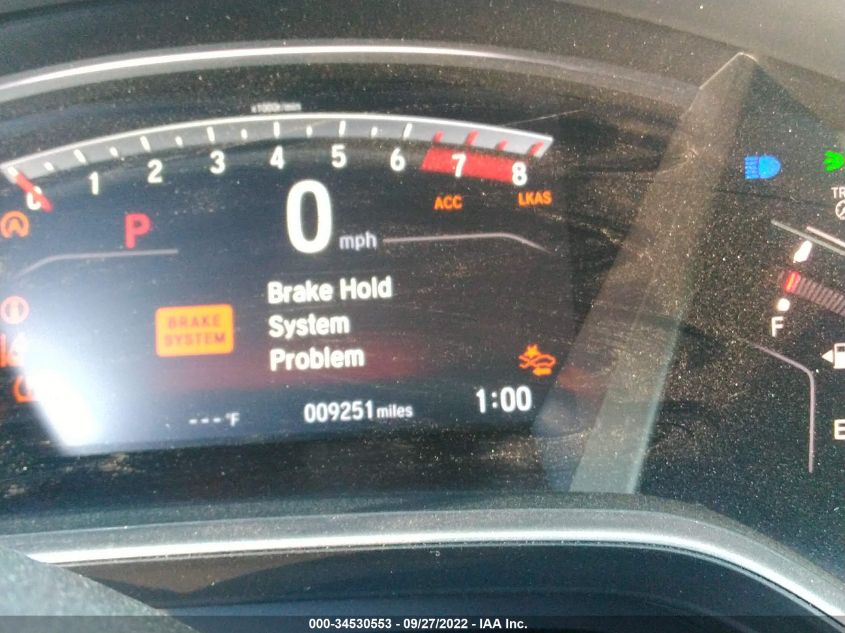 x1000r/min
0 1 2 3 4 5 6 7 8
ACC LKAS
P 0 mph
TR
Brake Hold
System
Problem
BRAKE
SYSTEM
F
E
---°F 009251 miles 1:00
000-34530553 - 09/27/2022 - IAA Inc.